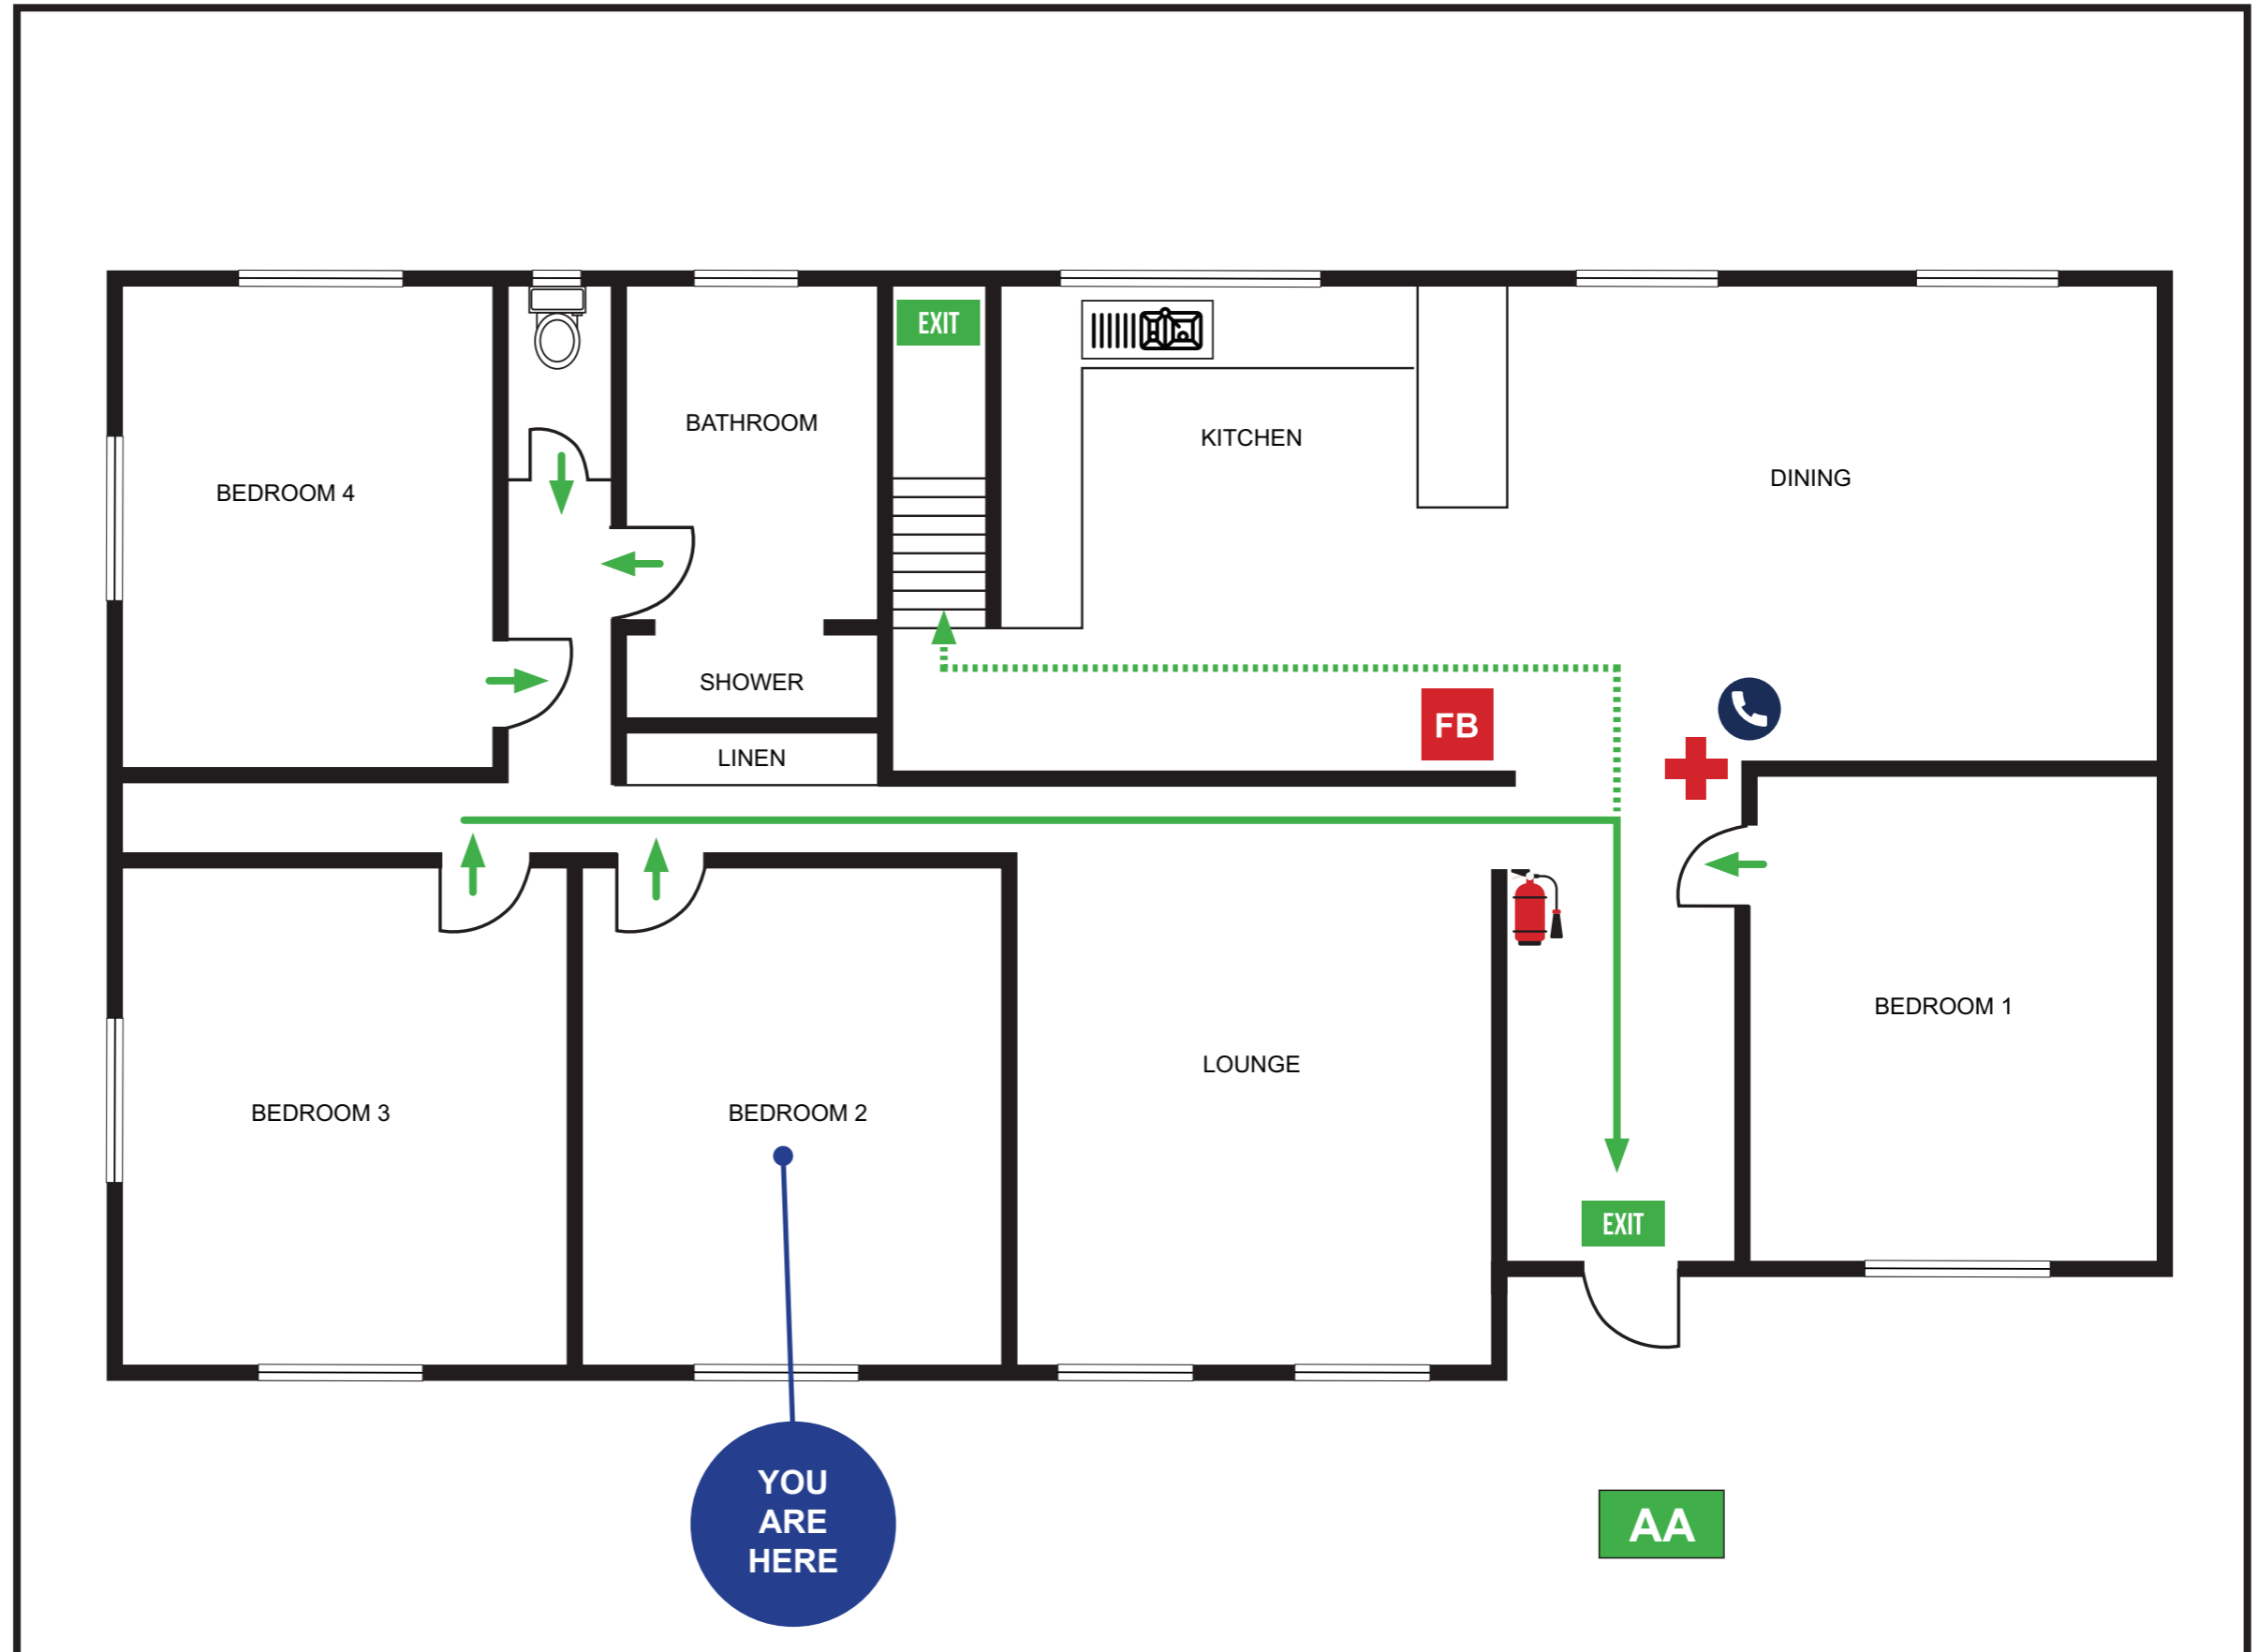 EXIT
BATHROOM
KITCHEN
DINING
BEDROOM 4
SHOWER
FB
LINEN
BEDROOM 1
LOUNGE
BEDROOM 3
BEDROOM 2
EXIT
YOU
ARE
HERE
AA